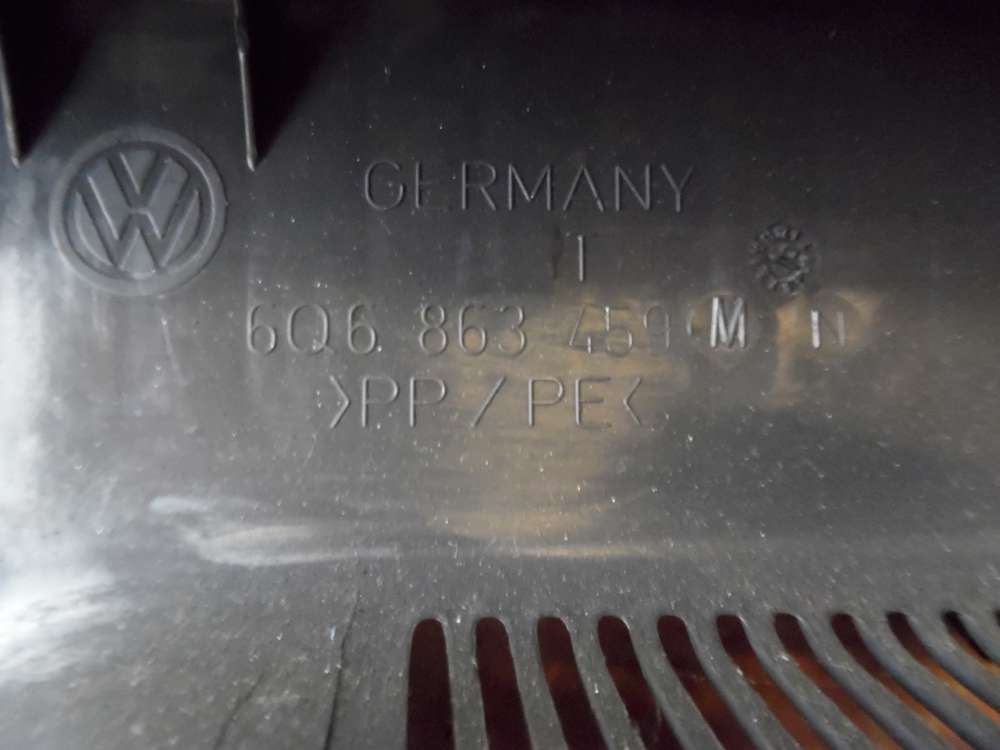 GERMANY
T
6Q6 863 459 M N
>PP/PE<